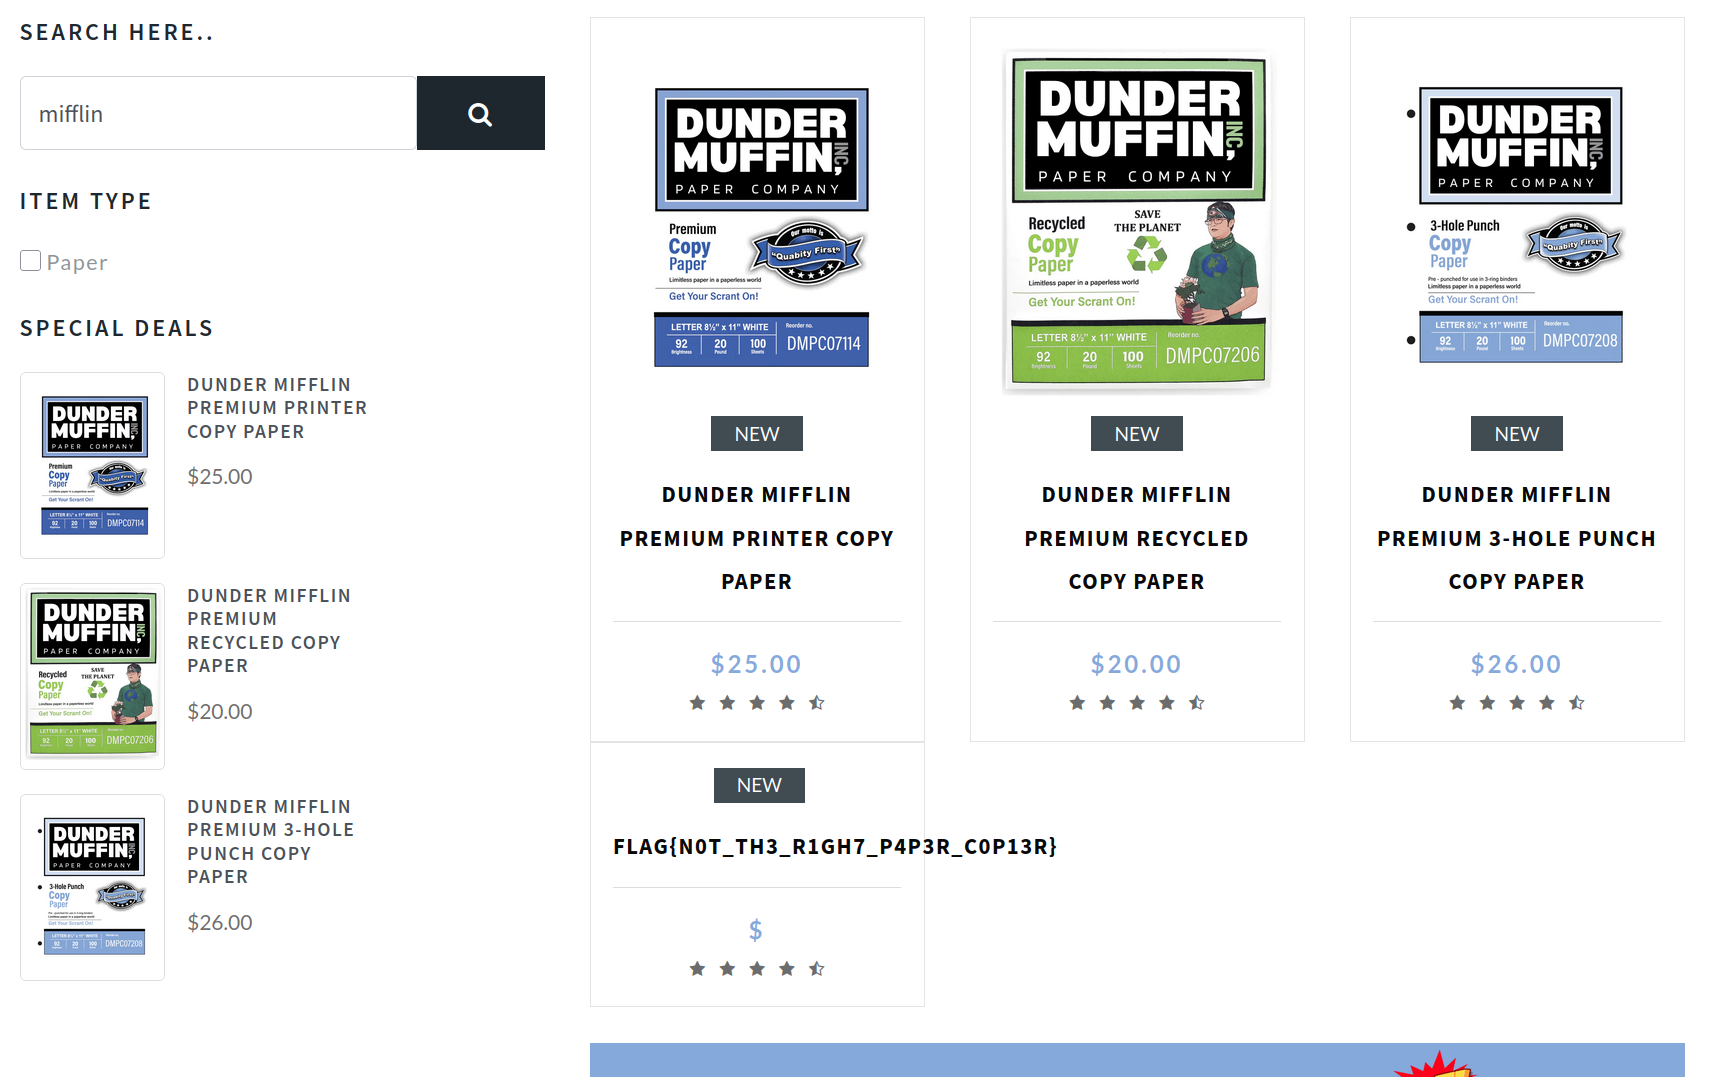 SEARCH HERE..
mifflin
ITEM TYPE
Paper
SPECIAL DEALS
DUNDER
MUFFIN, INC
PAPER COMPANY
Premium
Copy
Paper
"Quabity First"
Limitless paper in a paperless world
Get Your Scrant On!
LETTER 8½" x 11" WHITE
Reorder no.
92
20
100
DMPC07114
DUNDER MIFFLIN
PREMIUM PRINTER
COPY PAPER
$25.00
DUNDER
MUFFIN, INC
PAPER COMPANY
Recycled
Copy
Paper
SAVE
THE PLANET
Limitless paper in a paperless world
Get Your Scrant On!
LETTER 8½" x 11" WHITE
92
20
100
DMPC07206
DUNDER MIFFLIN
PREMIUM
RECYCLED COPY
PAPER
$20.00
DUNDER
MUFFIN, INC
PAPER COMPANY
3-Hole Punch
Copy
Paper
"Quabity First"
Get Your Scrant On!
LETTER 8½" x 11" WHITE
92
20
100
DMPC07208
DUNDER MIFFLIN
PREMIUM 3-HOLE
PUNCH COPY
PAPER
$26.00
DUNDER
MUFFIN, INC
PAPER COMPANY
Premium
Copy
Paper
Our motto is
"Quabity First"
Limitless paper in a paperless world
Get Your Scrant On!
LETTER 8½" x 11" WHITE
Reorder no.
92 Brightness
20 Pound
100 Sheets
DMPC07114
NEW
DUNDER MIFFLIN
PREMIUM PRINTER COPY
PAPER
$25.00
DUNDER
MUFFIN, INC
PAPER COMPANY
Recycled
Copy
Paper
SAVE
THE PLANET
Limitless paper in a paperless world
Get Your Scrant On!
LETTER 8½" x 11" WHITE
Reorder no.
92 Brightness
20 Pound
100 Sheets
DMPC07206
NEW
DUNDER MIFFLIN
PREMIUM RECYCLED
COPY PAPER
$20.00
DUNDER
MUFFIN, INC
PAPER COMPANY
3-Hole Punch
Copy
Paper
Our motto is
"Quabity First"
Pre - punched for use in 3-ring binders
Limitless paper in a paperless world
Get Your Scrant On!
LETTER 8½" x 11" WHITE
Reorder no.
92 Brightness
20 Pound
100 Sheets
DMPC07208
NEW
DUNDER MIFFLIN
PREMIUM 3-HOLE PUNCH
COPY PAPER
$26.00
NEW
FLAG{N0T_TH3_R1GH7_P4P3R_C0P13R}
$